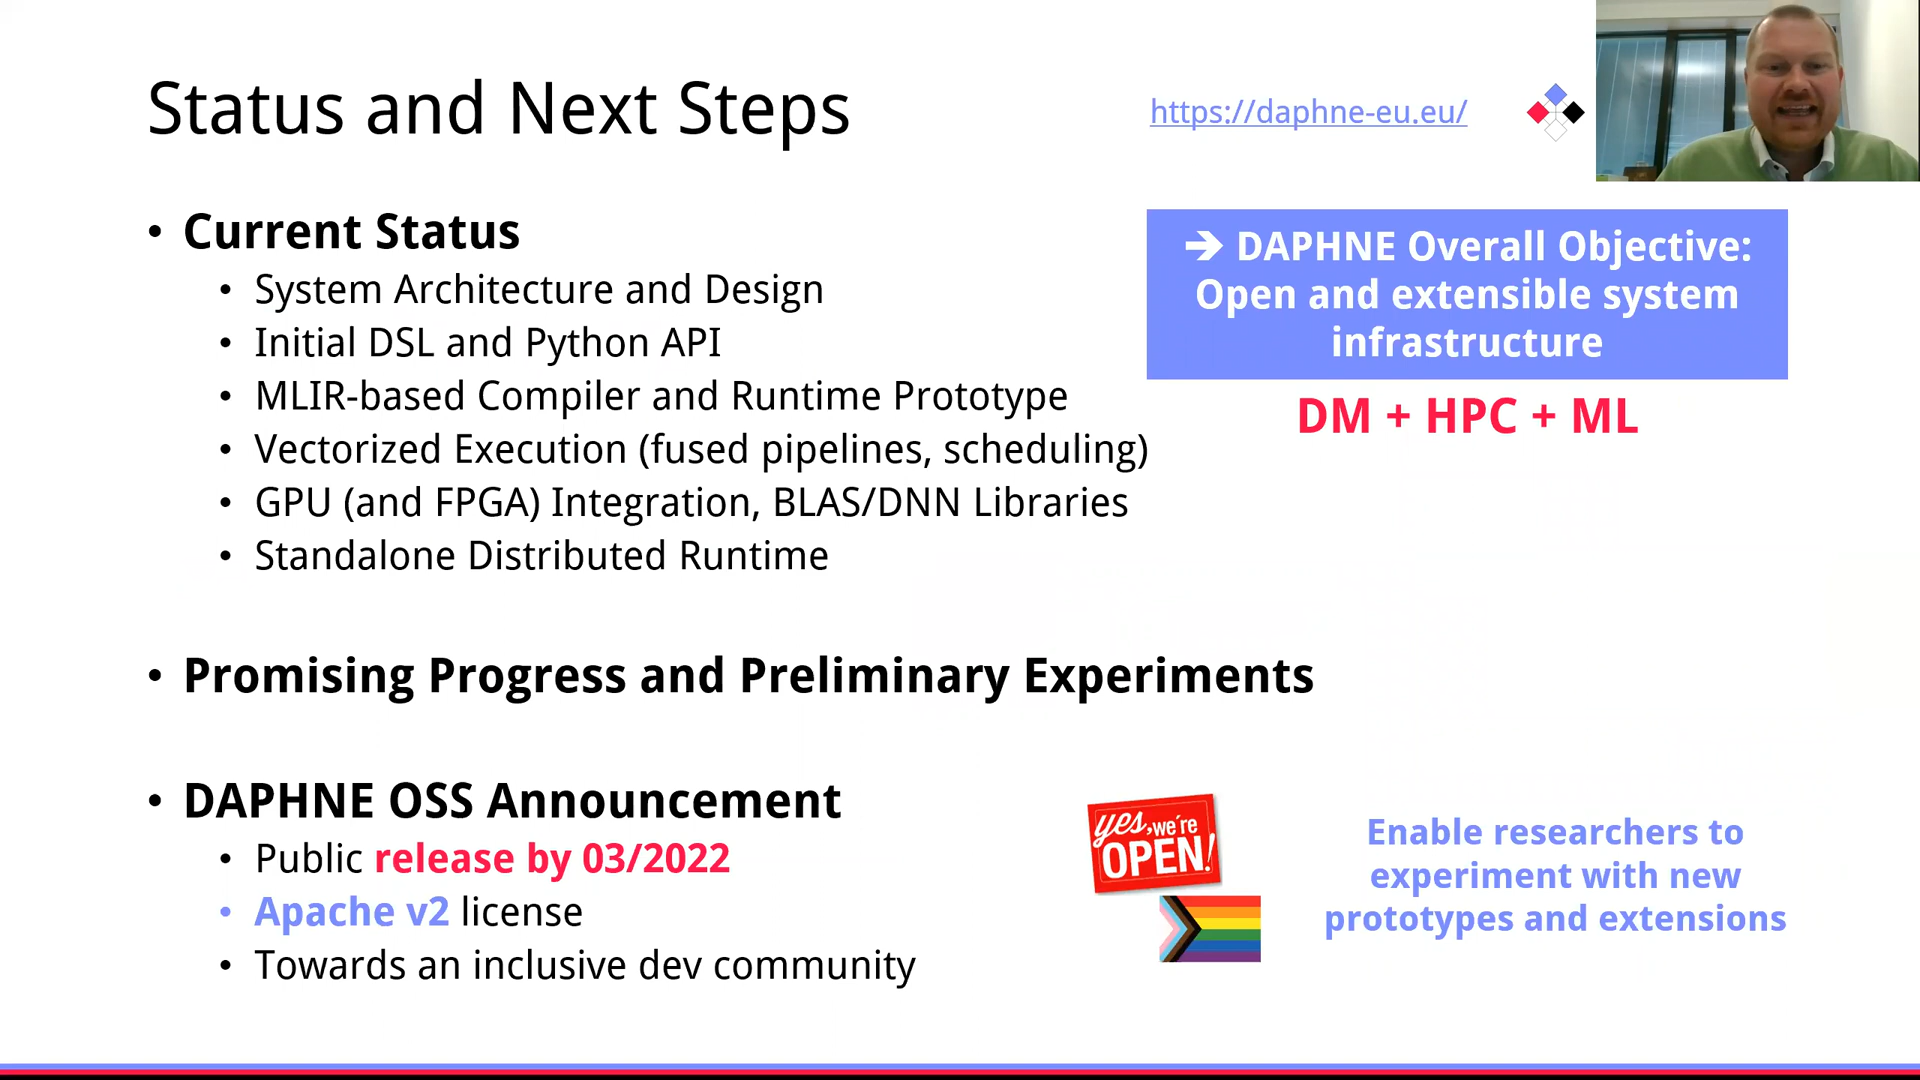 Status and Next Steps
https://daphne-eu.eu/
• Current Status
• System Architecture and Design
• Initial DSL and Python API
• MLIR-based Compiler and Runtime Prototype
• Vectorized Execution (fused pipelines, scheduling)
• GPU (and FPGA) Integration, BLAS/DNN Libraries
• Standalone Distributed Runtime
➔ DAPHNE Overall Objective:
Open and extensible system
infrastructure
DM + HPC + ML
• Promising Progress and Preliminary Experiments
• DAPHNE OSS Announcement
• Public release by 03/2022
• Apache v2 license
• Towards an inclusive dev community
yes, we're
OPEN!
Enable researchers to
experiment with new
prototypes and extensions